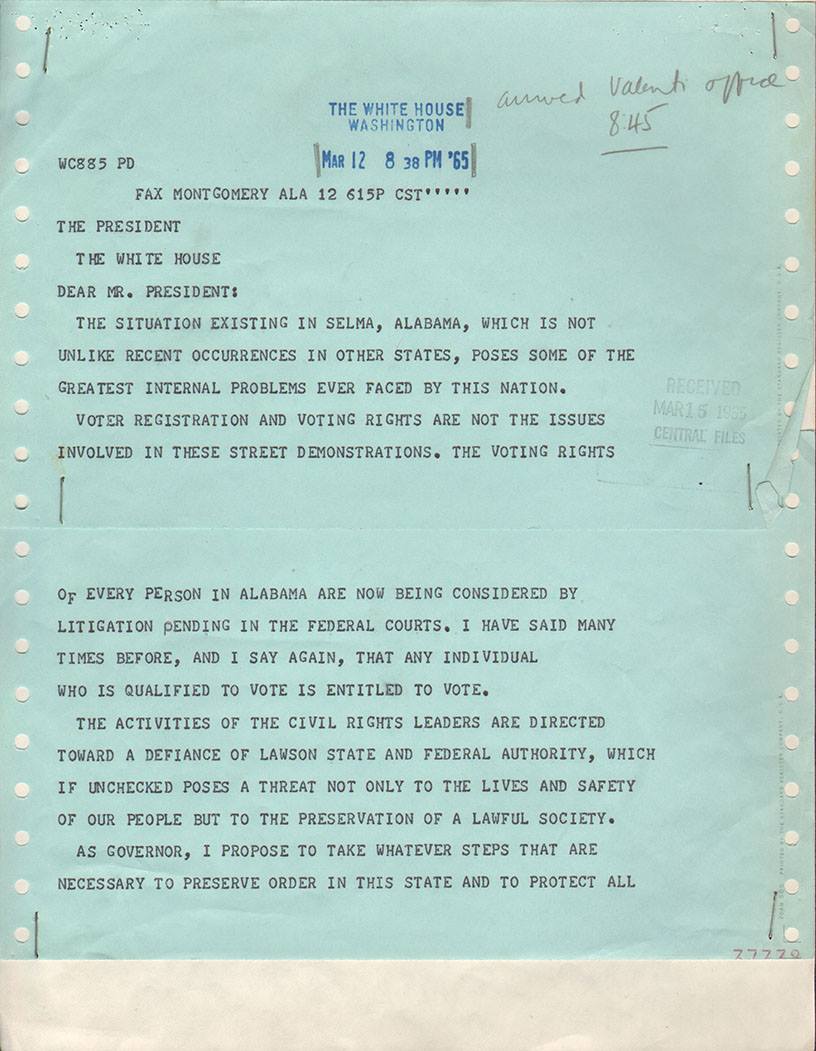 arrived Valenti office
8:45
THE WHITE HOUSE
WASHINGTON
MAR 12 8 38 PM '65
WC885 PD
FAX MONTGOMERY ALA 12 615P CST'''''
THE PRESIDENT
THE WHITE HOUSE
DEAR MR. PRESIDENT:
THE SITUATION EXISTING IN SELMA, ALABAMA, WHICH IS NOT
UNLIKE RECENT OCCURRENCES IN OTHER STATES, POSES SOME OF THE
GREATEST INTERNAL PROBLEMS EVER FACED BY THIS NATION.
VOTER REGISTRATION AND VOTING RIGHTS ARE NOT THE ISSUES
INVOLVED IN THESE STREET DEMONSTRATIONS. THE VOTING RIGHTS
RECEIVED
MAR 15 1965
CENTRAL FILES
OF EVERY PERSON IN ALABAMA ARE NOW BEING CONSIDERED BY
LITIGATION pENDING IN THE FEDERAL COURTS. I HAVE SAID MANY
TIMES BEFORE, AND I SAY AGAIN, THAT ANY INDIVIDUAL
WHO IS QUALIFIED TO VOTE IS ENTITLED TO VOTE.
THE ACTIVITIES OF THE CIVIL RIGHTS LEADERS ARE DIRECTED
TOWARD A DEFIANCE OF LAWSON STATE AND FEDERAL AUTHORITY, WHICH
IF UNCHECKED POSES A THREAT NOT ONLY TO THE LIVES AND SAFETY
OF OUR PEOPLE BUT TO THE PRESERVATION OF A LAWFUL SOCIETY.
AS GOVERNOR, I PROPOSE TO TAKE WHATEVER STEPS THAT ARE
NECESSARY TO PRESERVE ORDER IN THIS STATE AND TO PROTECT ALL